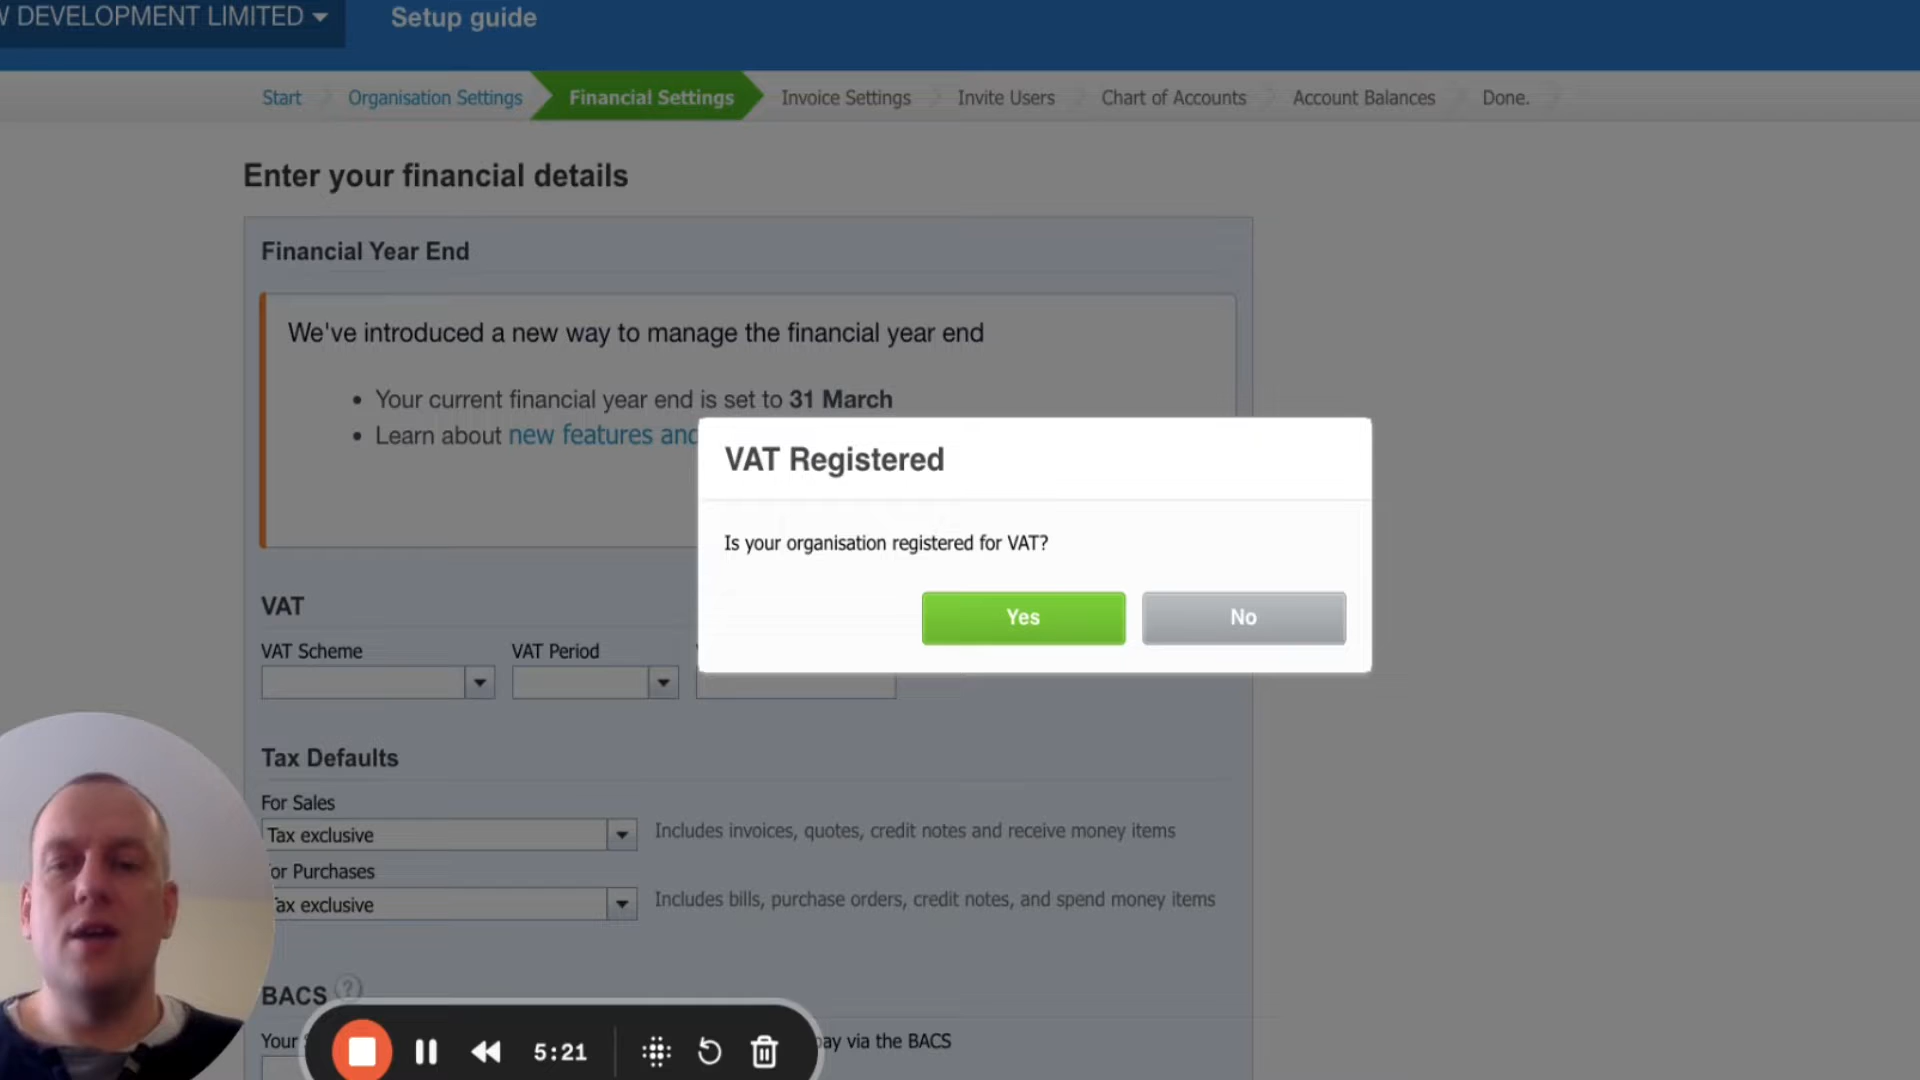 W DEVELOPMENT LIMITED
Setup guide
Start
Organisation Settings
Financial Settings
Invoice Settings
Invite Users
Chart of Accounts
Account Balances
Done.
Enter your financial details
Financial Year End
We've introduced a new way to manage the financial year end
• Your current financial year end is set to 31 March
• Learn about new features and
VAT Registered
Is your organisation registered for VAT?
Yes
No
VAT
VAT Scheme
VAT Period
Tax Defaults
For Sales
Tax exclusive
Includes invoices, quotes, credit notes and receive money items
or Purchases
Tax exclusive
Includes bills, purchase orders, credit notes, and spend money items
BACS ?
Your
pay via the BACS
5:21